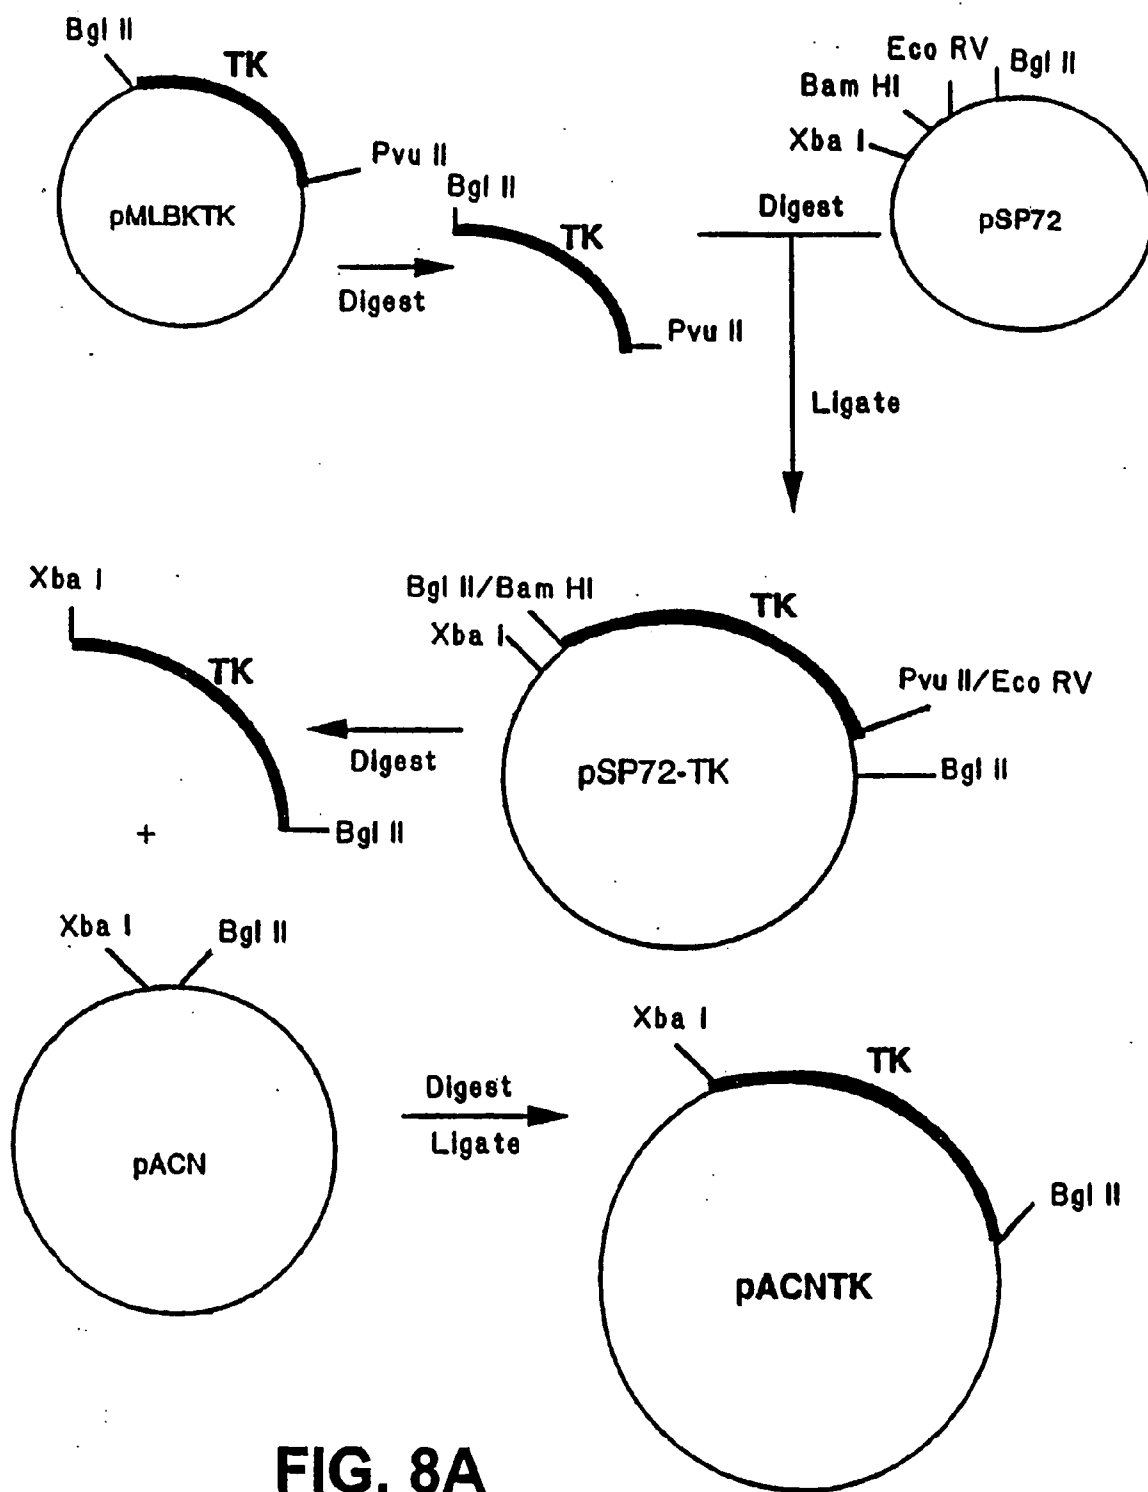 Bgl II
TK
Pvu II
pMLBKTK
Digest
Bgl II
TK
Pvu II
Eco RV
Bgl II
Bam HI
Xba I
pSP72
Digest
Ligate
Xba I
TK
Bgl II
+
Digest
Bgl II/Bam HI
Xba I
TK
Pvu II/Eco RV
Bgl II
pSP72-TK
Xba I
Bgl II
pACN
Digest
Ligate
Xba I
TK
Bgl II
pACNTK
FIG. 8A